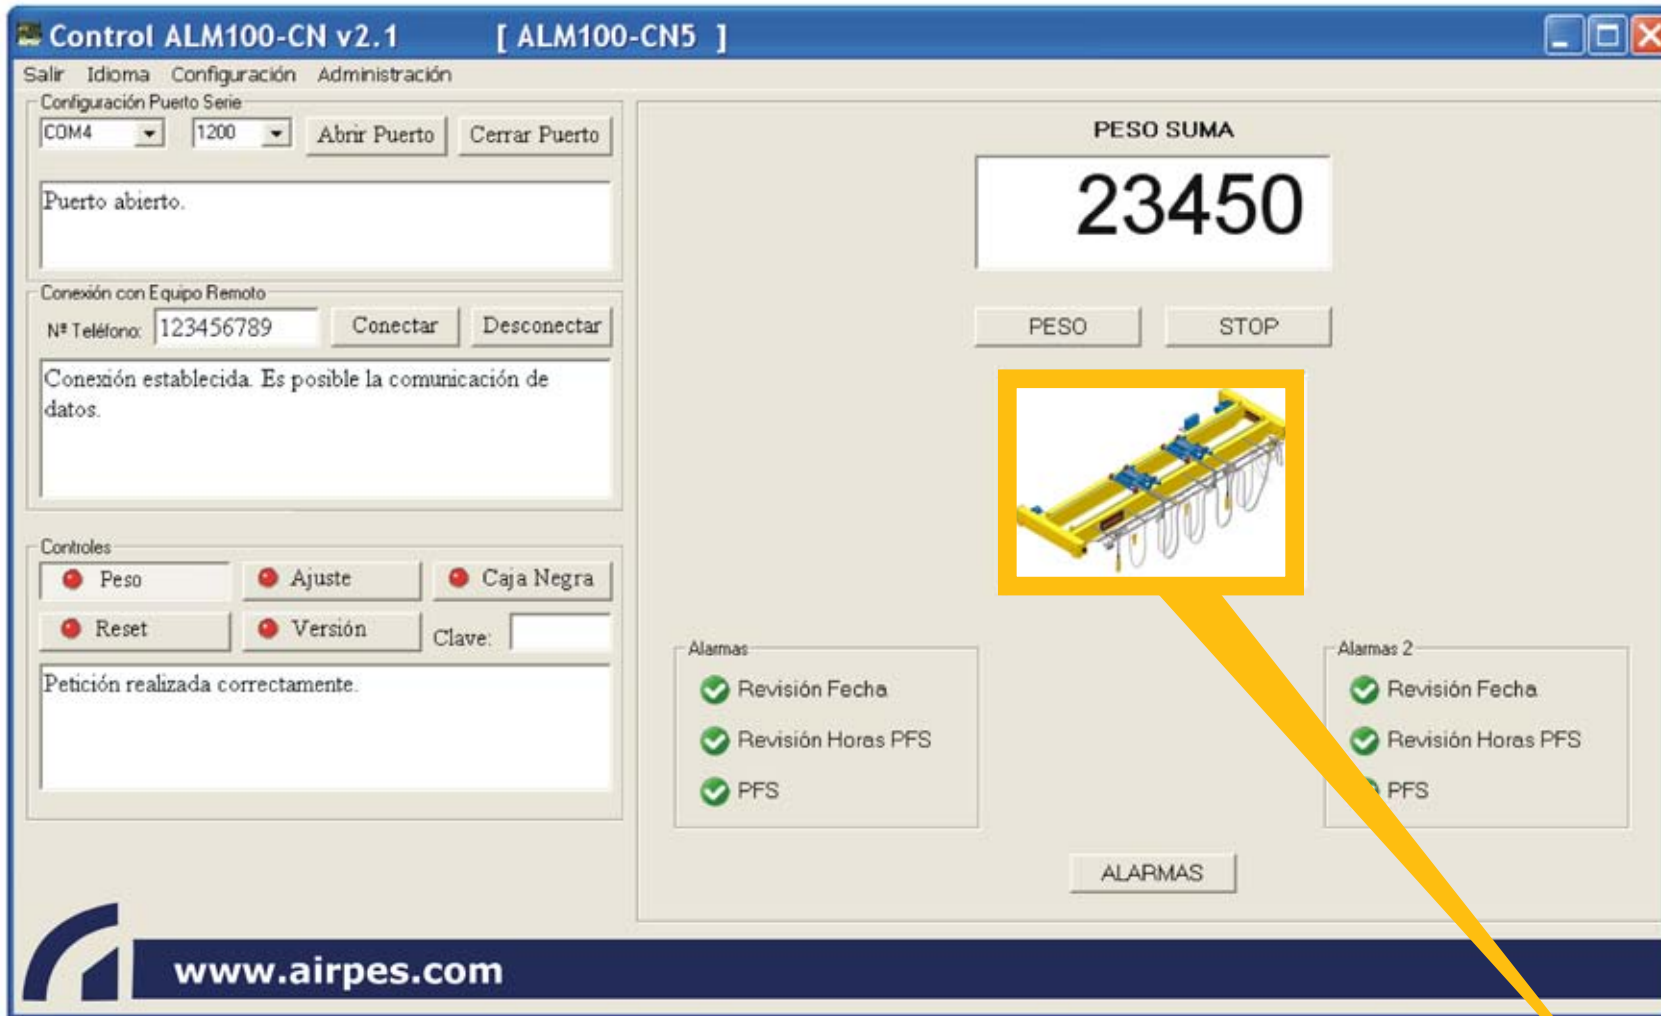 Control ALM100-CN v2.1 [ ALM100-CN5 ]
Salir Idioma Configuración Administración
Configuración Puerto Serie
COM4 1200 Abrir Puerto Cerrar Puerto
Puerto abierto.
Conexión con Equipo Remoto
Nª Teléfono: 123456789 Conectar Desconectar
Conexión establecida. Es posible la comunicación de
datos.
Controles
Peso Ajuste Caja Negra
Reset Versión Clave:
Petición realizada correctamente.
PESO SUMA
23450
PESO STOP
Alarmas
Revisión Fecha
Revisión Horas PFS
PFS
Alarmas 2
Revisión Fecha
Revisión Horas PFS
PFS
ALARMAS
www.airpes.com